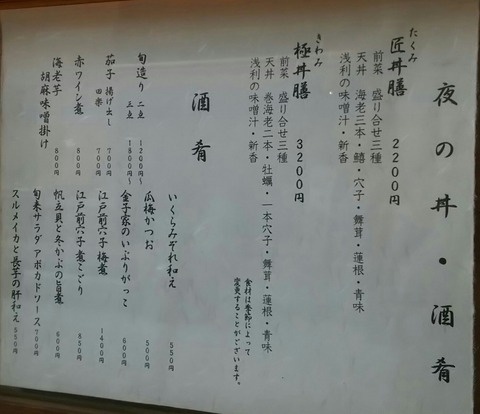 夜の丼・酒肴
匠丼膳 2200円
たくみ
前菜 盛り合せ三種
天丼 海老二本・鱚・穴子・舞茸・蓮根・青味
浅利の味噌汁・新香
極丼膳 3200円
きわみ
前菜 盛り合せ三種
天丼 巻海老二本・牡蠣・一本穴子・舞茸・蓮根・青味
浅利の味噌汁・新香
食材は季節によって
変更することがございます。
酒肴
旬造り 二点 1200円〜
三点 1800円〜
茄子 揚げ出し 700円
田楽 700円
赤ワイン煮 800円
海老芋 800円
胡麻味噌掛け
いくらみぞれ和え 550円
瓜梅かつお 500円
金子家のいぶりがっこ 600円
江戸前穴子 梅煮 1400円
江戸前穴子 煮こごり 850円
帆立貝と冬かぶの旨煮 600円
旬来サラダ アボカドソース 700円
スルメイカと長芋の肝和え 550円